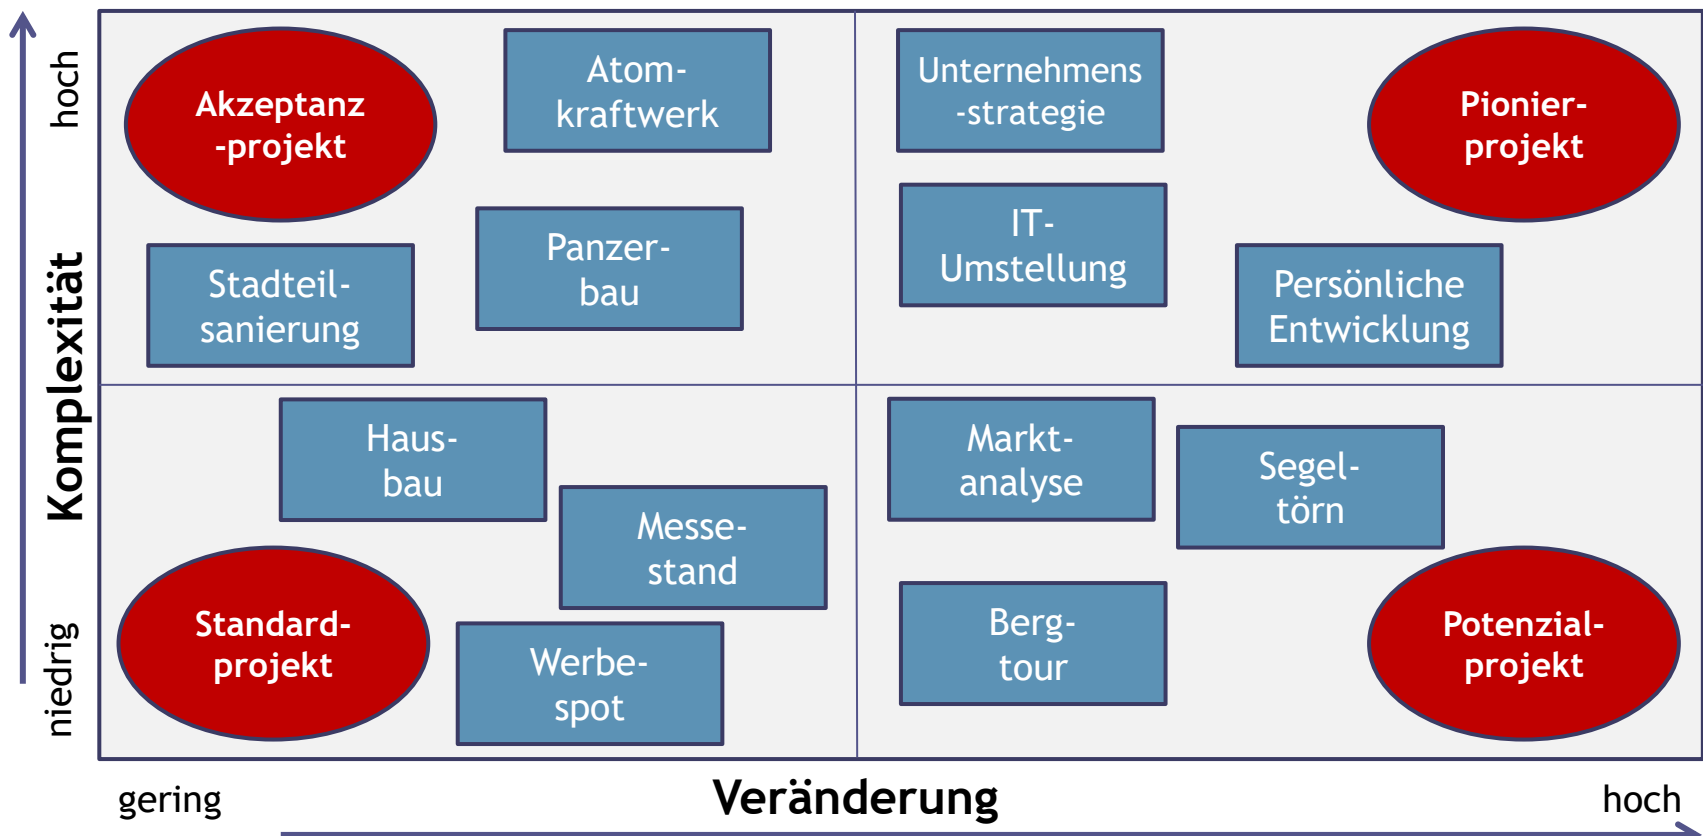 hoch
Komplexität
niedrig
Akzeptanz
-projekt
Atom-
kraftwerk
Stadteil-
sanierung
Panzer-
bau
Unternehmens
-strategie
Pionier-
projekt
IT-
Umstellung
Persönliche
Entwicklung
Haus-
bau
Messe-
stand
Standard-
projekt
Werbe-
spot
Markt-
analyse
Segel-
törn
Berg-
tour
Potenzial-
projekt
gering
Veränderung
hoch